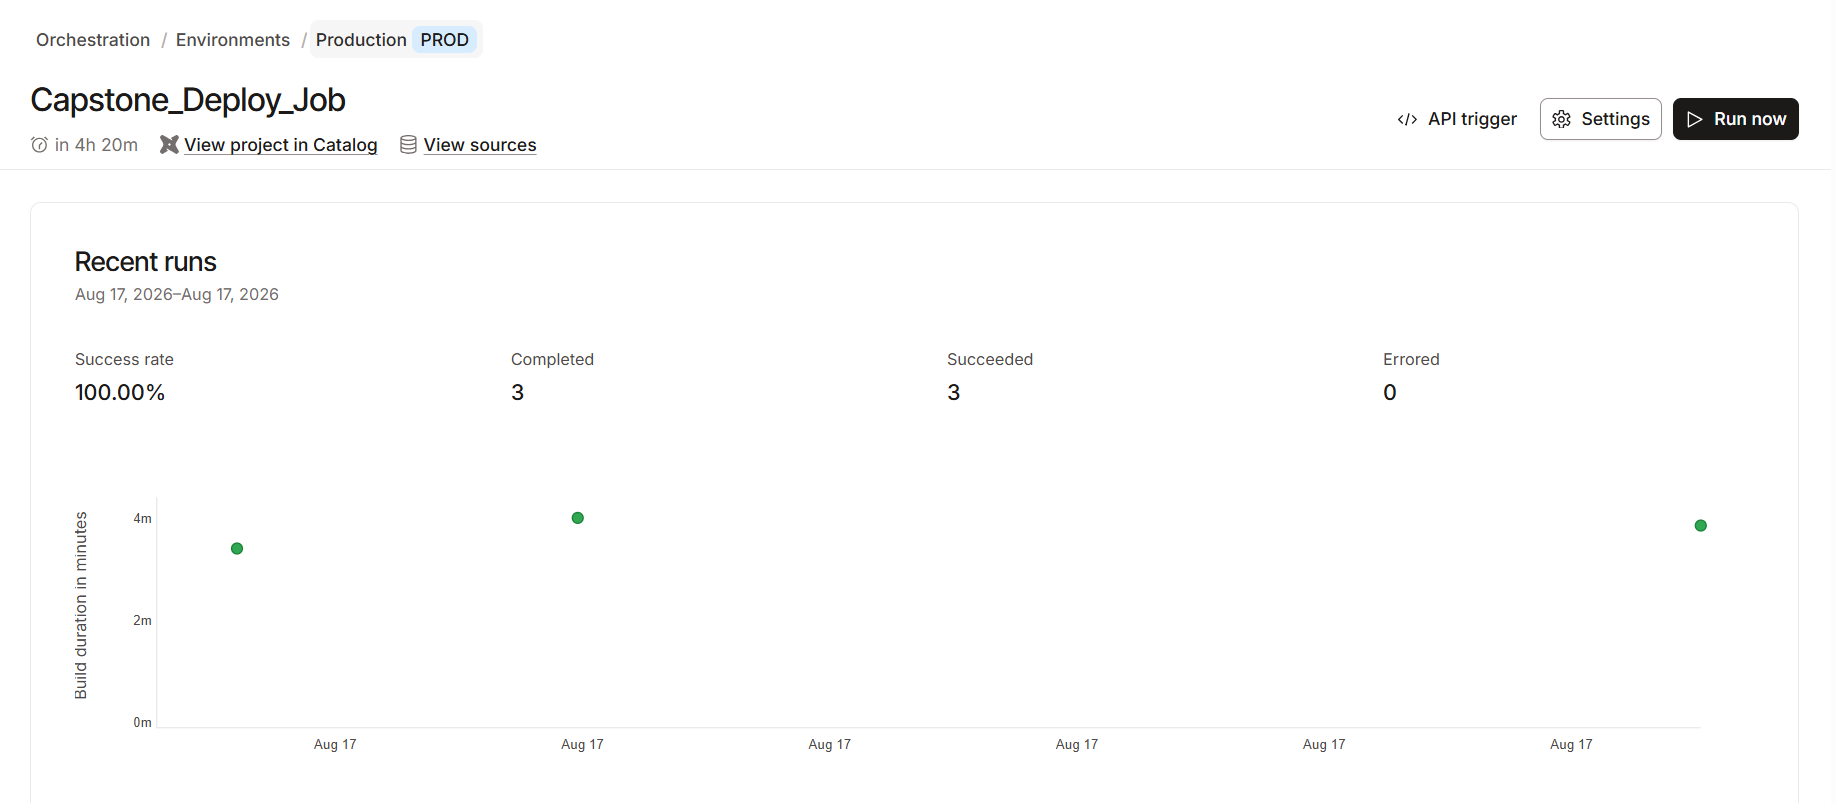 Orchestration / Environments / Production PROD
Capstone_Deploy_Job
in 4h 20m View project in Catalog View sources
</> API trigger Settings Run now
Recent runs
Aug 17, 2026–Aug 17, 2026
Success rate Completed Succeeded Errored
100.00% 3 3 0
Build duration in minutes
4m
2m
0m
Aug 17 Aug 17 Aug 17 Aug 17 Aug 17 Aug 17